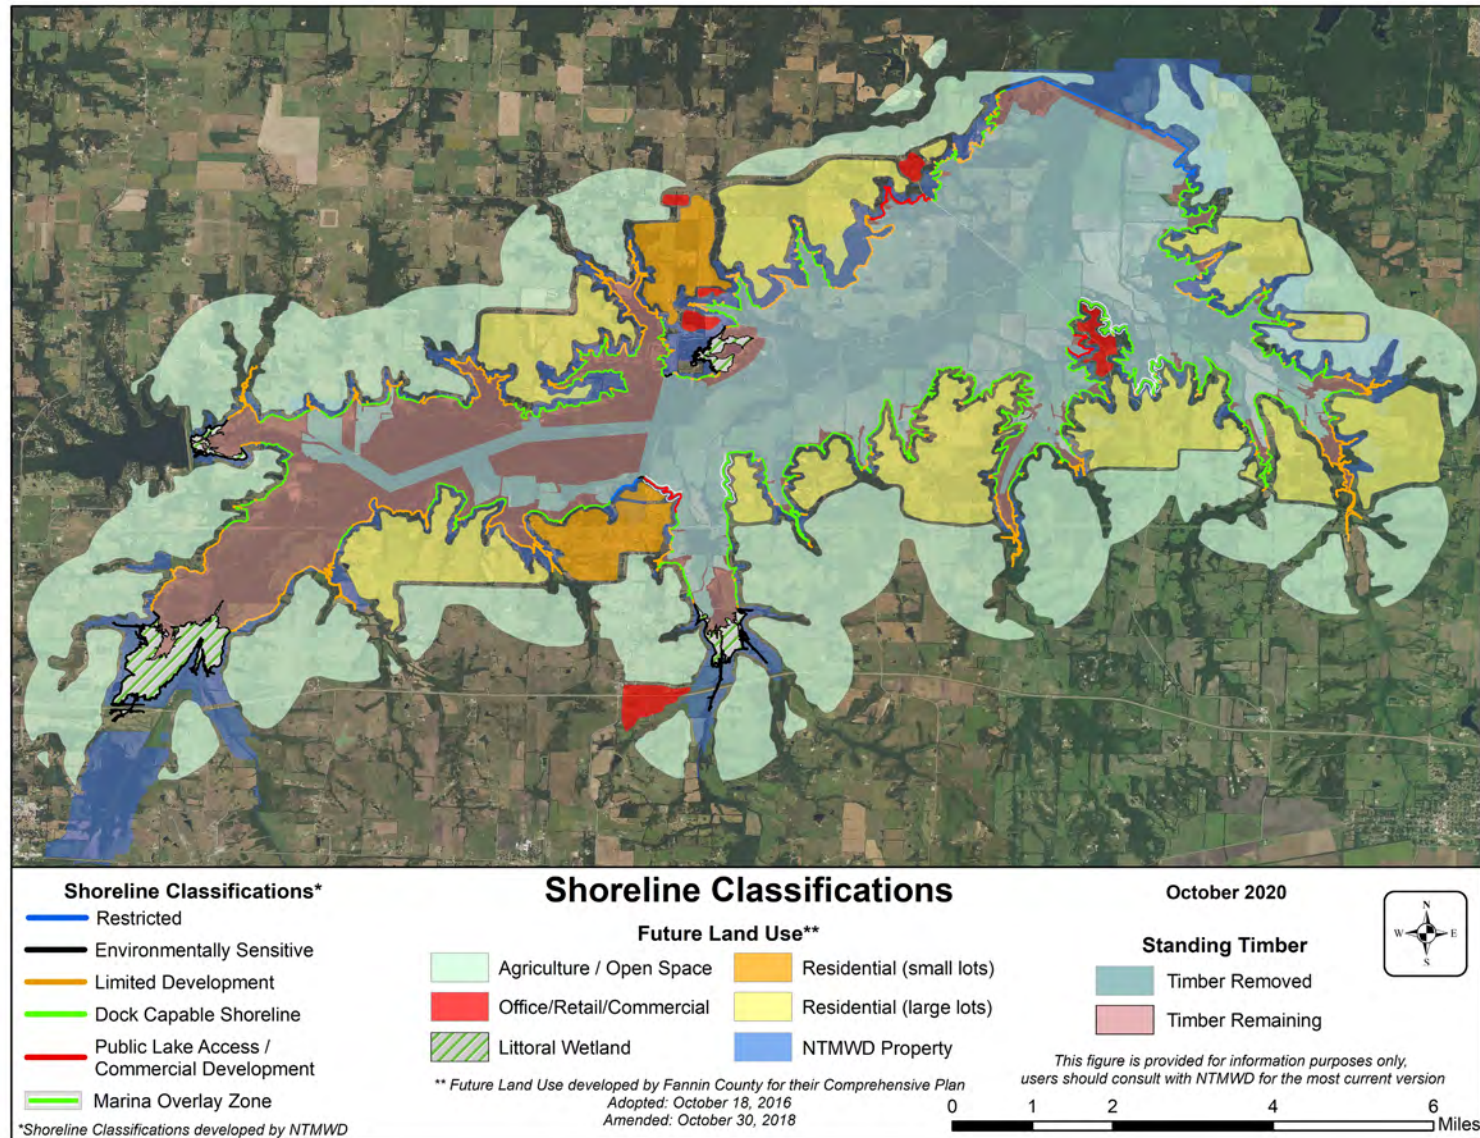 Shoreline Classifications*
Restricted
Environmentally Sensitive
Limited Development
Dock Capable Shoreline
Public Lake Access /
Commercial Development
Marina Overlay Zone
*Shoreline Classifications developed by NTMWD
Shoreline Classifications
Future Land Use**
Agriculture / Open Space
Residential (small lots)
Office/Retail/Commercial
Residential (large lots)
Littoral Wetland
NTMWD Property
** Future Land Use developed by Fannin County for their Comprehensive Plan
Adopted: October 18, 2016
Amended: October 30, 2018
October 2020
N
W E
S
Standing Timber
Timber Removed
Timber Remaining
This figure is provided for information purposes only,
users should consult with NTMWD for the most current version
0 1 2 4 6
Miles